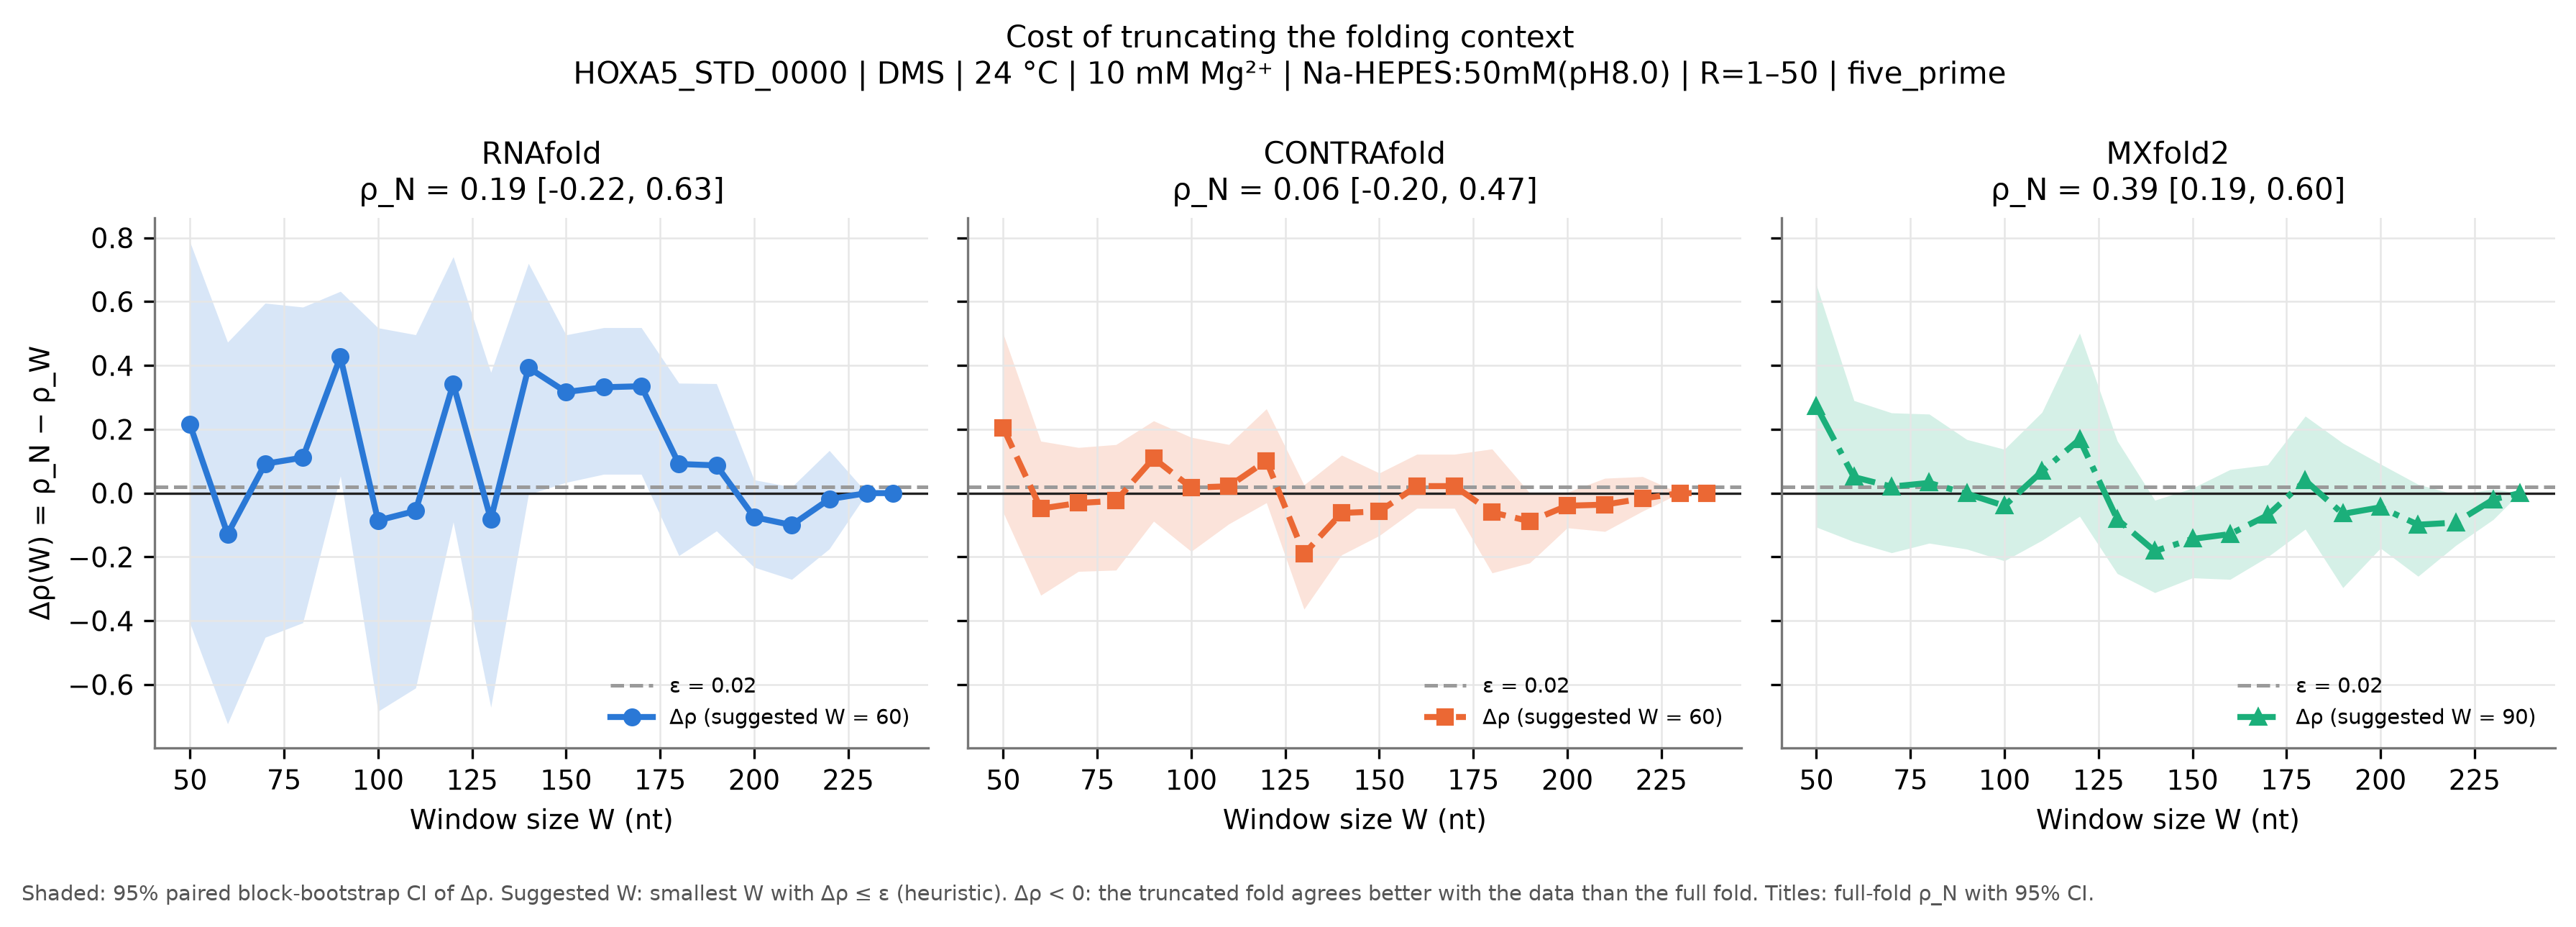 Cost of truncating the folding context
HOXA5_STD_0000 | DMS | 24 °C | 10 mM Mg²⁺ | Na-HEPES:50mM(pH8.0) | R=1–50 | five_prime
RNAfold
ρ_N = 0.19 [-0.22, 0.63]
CONTRAfold
ρ_N = 0.06 [-0.20, 0.47]
MXfold2
ρ_N = 0.39 [0.19, 0.60]
Δρ(W) = ρ_N − ρ_W
0.8
0.6
0.4
0.2
0.0
−0.2
−0.4
−0.6
ε = 0.02
Δρ (suggested W = 60)
50 75 100 125 150 175 200 225
Window size W (nt)
ε = 0.02
Δρ (suggested W = 60)
50 75 100 125 150 175 200 225
Window size W (nt)
ε = 0.02
Δρ (suggested W = 90)
50 75 100 125 150 175 200 225
Window size W (nt)
Shaded: 95% paired block-bootstrap CI of Δρ. Suggested W: smallest W with Δρ ≤ ε (heuristic). Δρ < 0: the truncated fold agrees better with the data than the full fold. Titles: full-fold ρ_N with 95% CI.